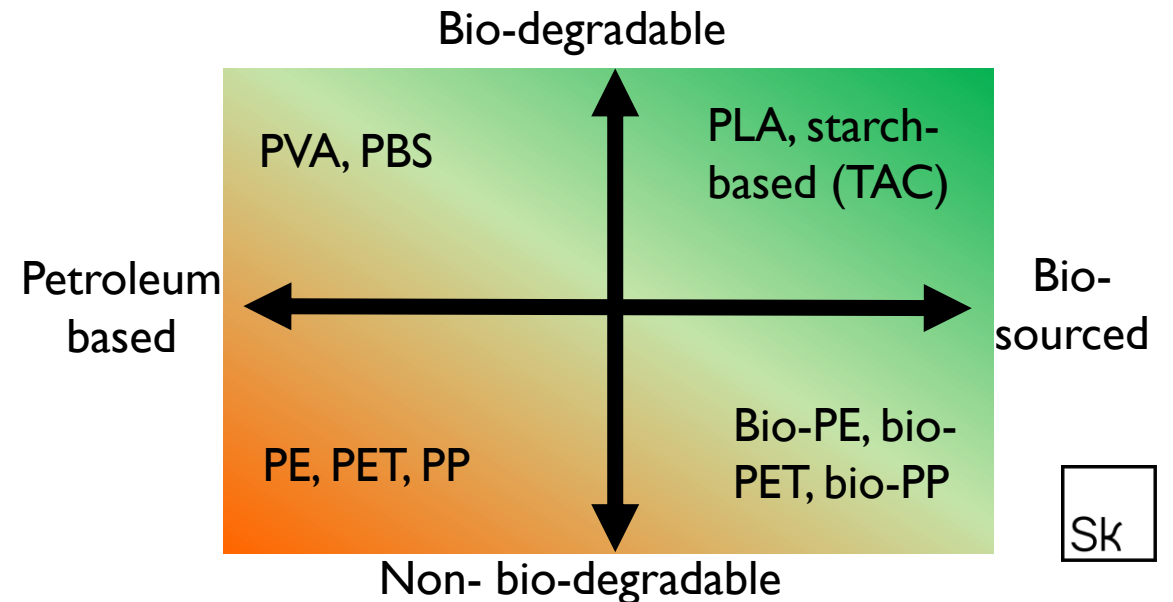 Bio-degradable
PVA, PBS
PLA, starch-
based (TAC)
Petroleum
based
Bio-
sourced
PE, PET, PP
Bio-PE, bio-
PET, bio-PP
Sk
Non- bio-degradable